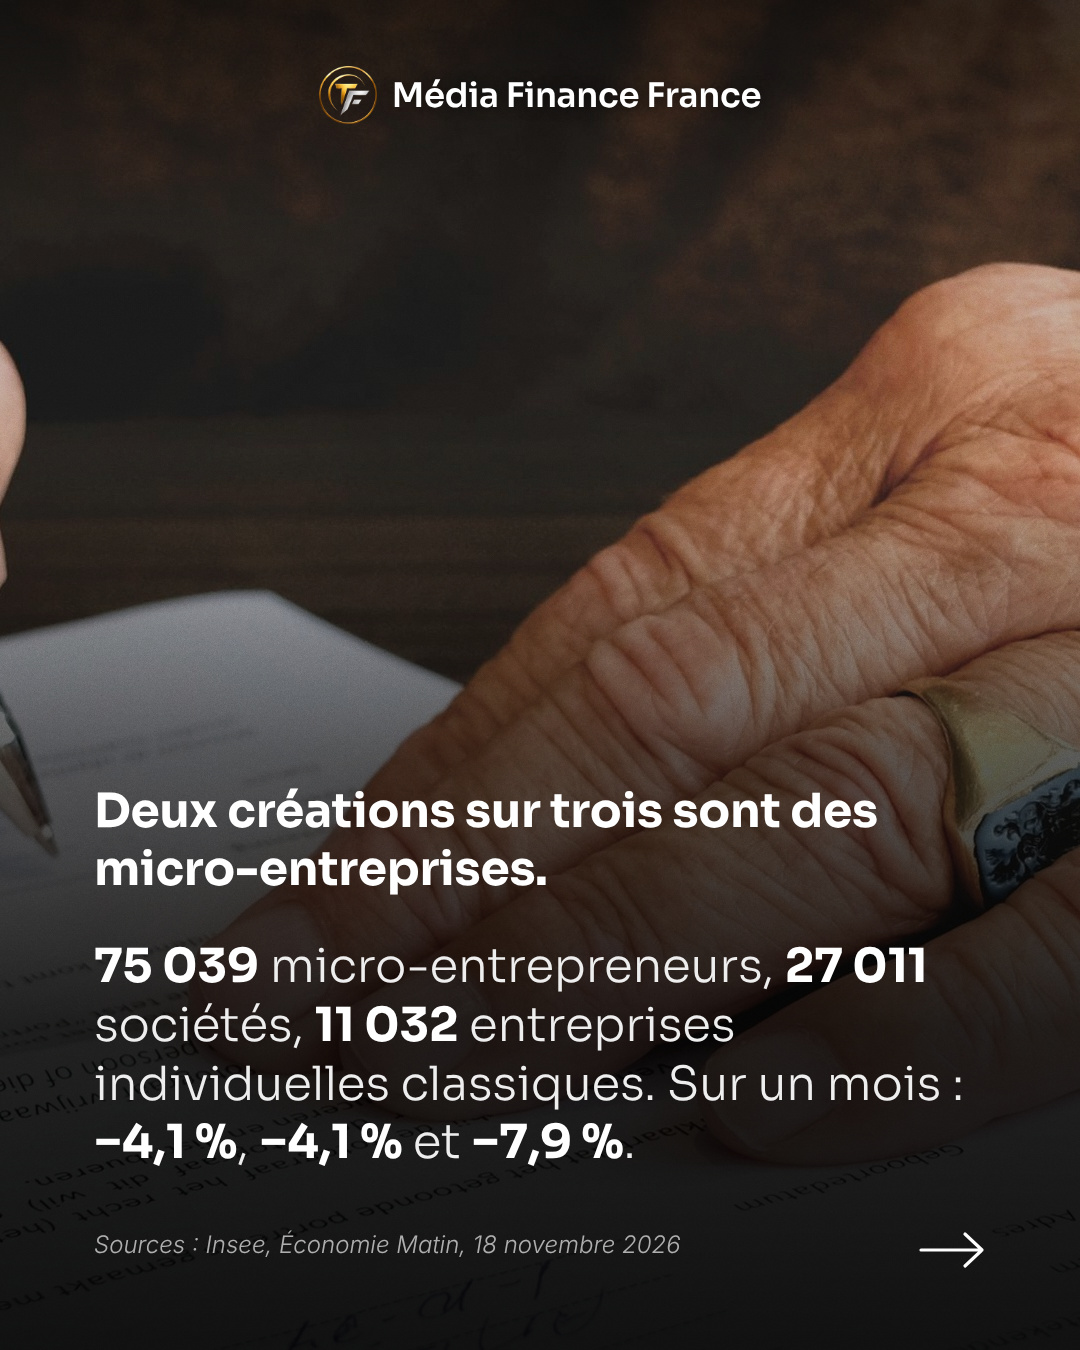 Média Finance France
Deux créations sur trois sont des
micro-entreprises.
75 039 micro-entrepreneurs, 27 011
sociétés, 11 032 entreprises
individuelles classiques. Sur un mois :
−4,1 %, −4,1 % et −7,9 %.
Sources : Insee, Économie Matin, 18 novembre 2026
Geboortedatum